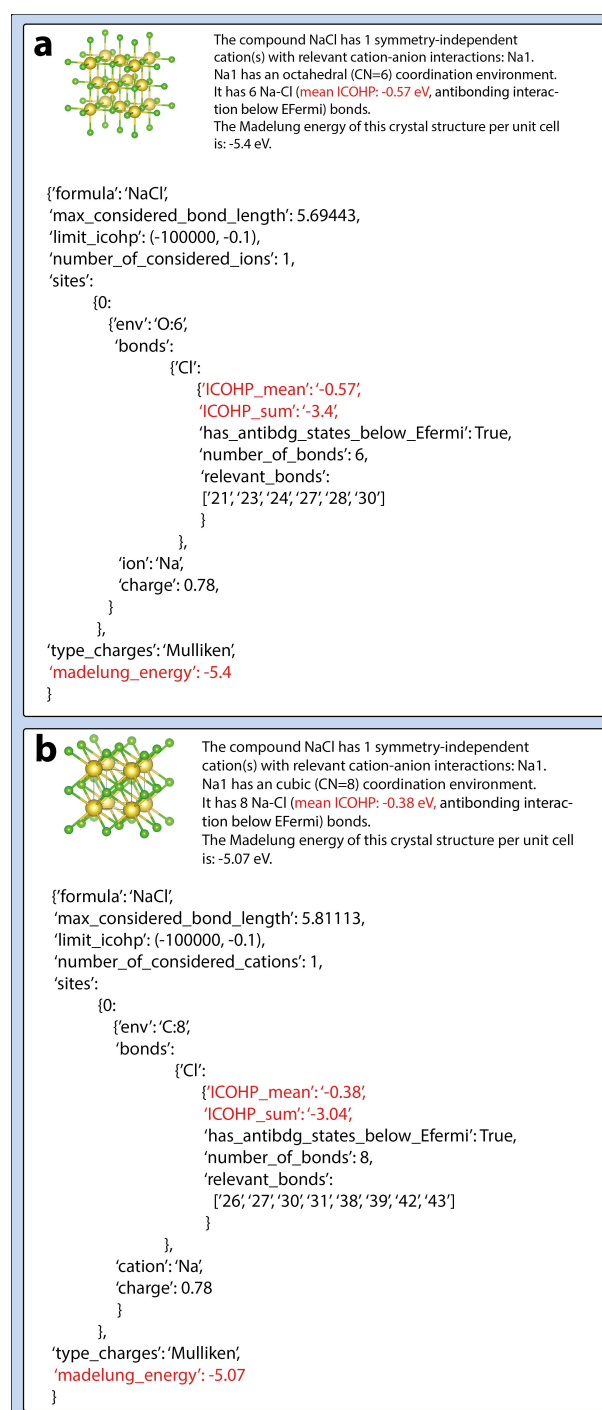 a
The compound NaCl has 1 symmetry-independent
cation(s) with relevant cation-anion interactions: Na1.
Na1 has an octahedral (CN=6) coordination environment.
It has 6 Na-Cl (mean ICOHP: -0.57 eV, antibonding interac-
tion below EFermi) bonds.
The Madelung energy of this crystal structure per unit cell
is: -5.4 eV.
{'formula': 'NaCl',
'max_considered_bond_length': 5.69443,
'limit_icohp': (-100000, -0.1),
'number_of_considered_ions': 1,
'sites':
{0:
{'env': 'O:6',
'bonds':
{'Cl':
{'ICOHP_mean': '-0.57',
'ICOHP_sum': '-3.4',
'has_antibdg_states_below_Efermi': True,
'number_of_bonds': 6,
'relevant_bonds':
['21', '23', '24', '27', '28', '30']
}
},
'ion': 'Na',
'charge': 0.78,
}
},
'type_charges': 'Mulliken',
'madelung_energy': -5.4
}
b
The compound NaCl has 1 symmetry-independent
cation(s) with relevant cation-anion interactions: Na1.
Na1 has an cubic (CN=8) coordination environment.
It has 8 Na-Cl (mean ICOHP: -0.38 eV, antibonding interac-
tion below EFermi) bonds.
The Madelung energy of this crystal structure per unit cell
is: -5.07 eV.
{'formula': 'NaCl',
'max_considered_bond_length': 5.81113,
'limit_icohp': (-100000, -0.1),
'number_of_considered_cations': 1,
'sites':
{0:
{'env': 'C:8',
'bonds':
{'Cl':
{'ICOHP_mean': '-0.38',
'ICOHP_sum': '-3.04',
'has_antibdg_states_below_Efermi': True,
'number_of_bonds': 8,
'relevant_bonds':
['26', '27', '30', '31', '38', '39', '42', '43']
}
},
'cation': 'Na',
'charge': 0.78
}
},
'type_charges': 'Mulliken',
'madelung_energy': -5.07
}